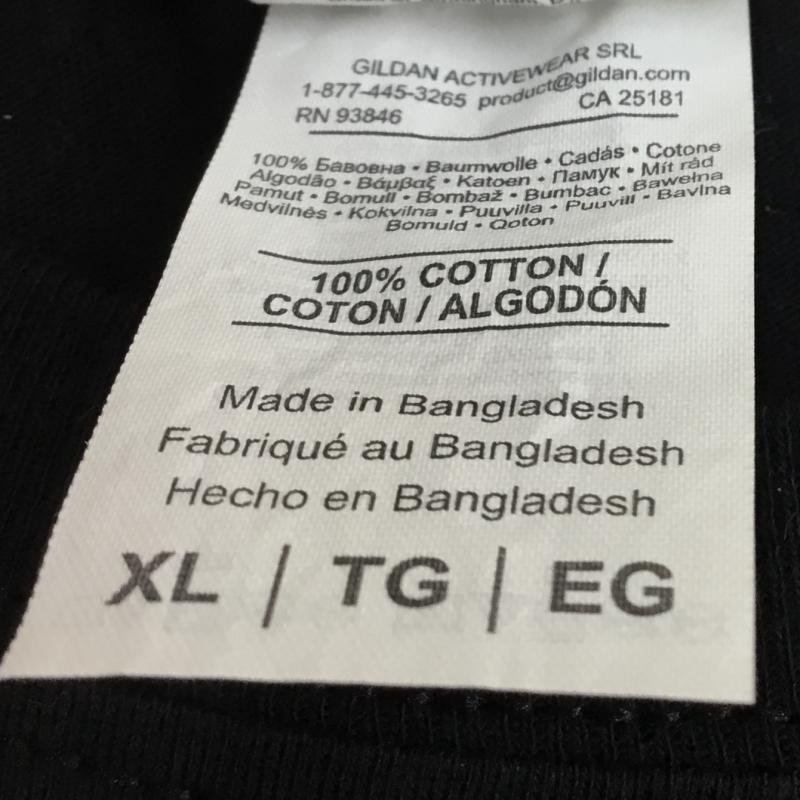 GILDAN ACTIVEWEAR SRL
1-877-445-3265 product@gildan.com
RN 93846 CA 25181
100% Бавовна • Baumwolle • Cadás • Cotone
Algodão • Βάμβαξ • Katoen • Памук • Mit rád
Pamut • Bomull • Bombaž • Bumbac • Bawełna
Medvilnės • Kokvilna • Puuvilla • Puuvill • Bavlna
Bomuld • Qoton
100% COTTON /
COTON / ALGODÓN
Made in Bangladesh
Fabriqué au Bangladesh
Hecho en Bangladesh
XL | TG | EG